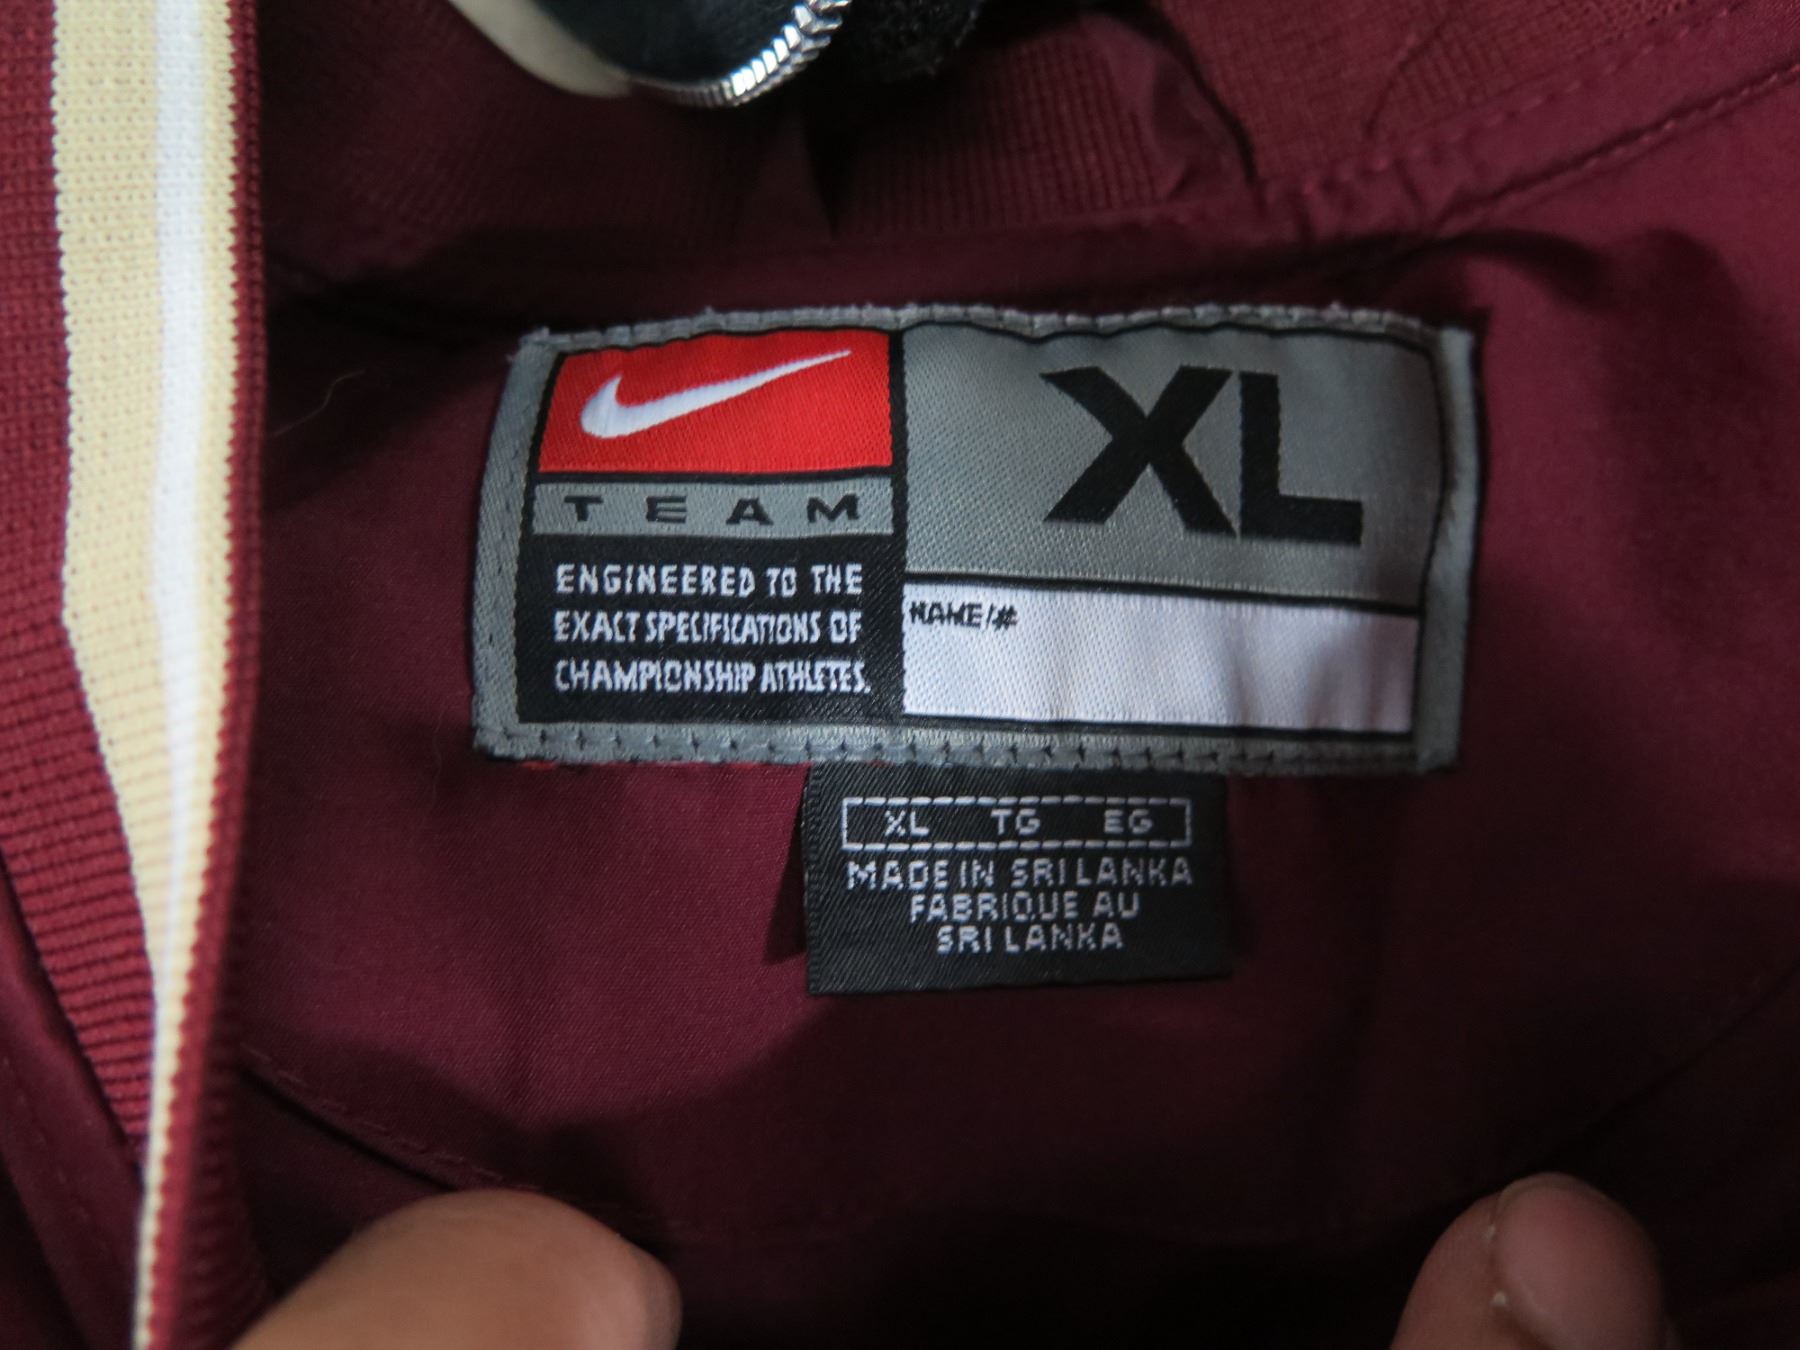 TEAM
ENGINEERED TO THE
EXACT SPECIFICATIONS OF
CHAMPIONSHIP ATHLETES.
XL
NAME/#
XL TG EG
MADE IN SRI LANKA
FABRIQUE AU
SRI LANKA